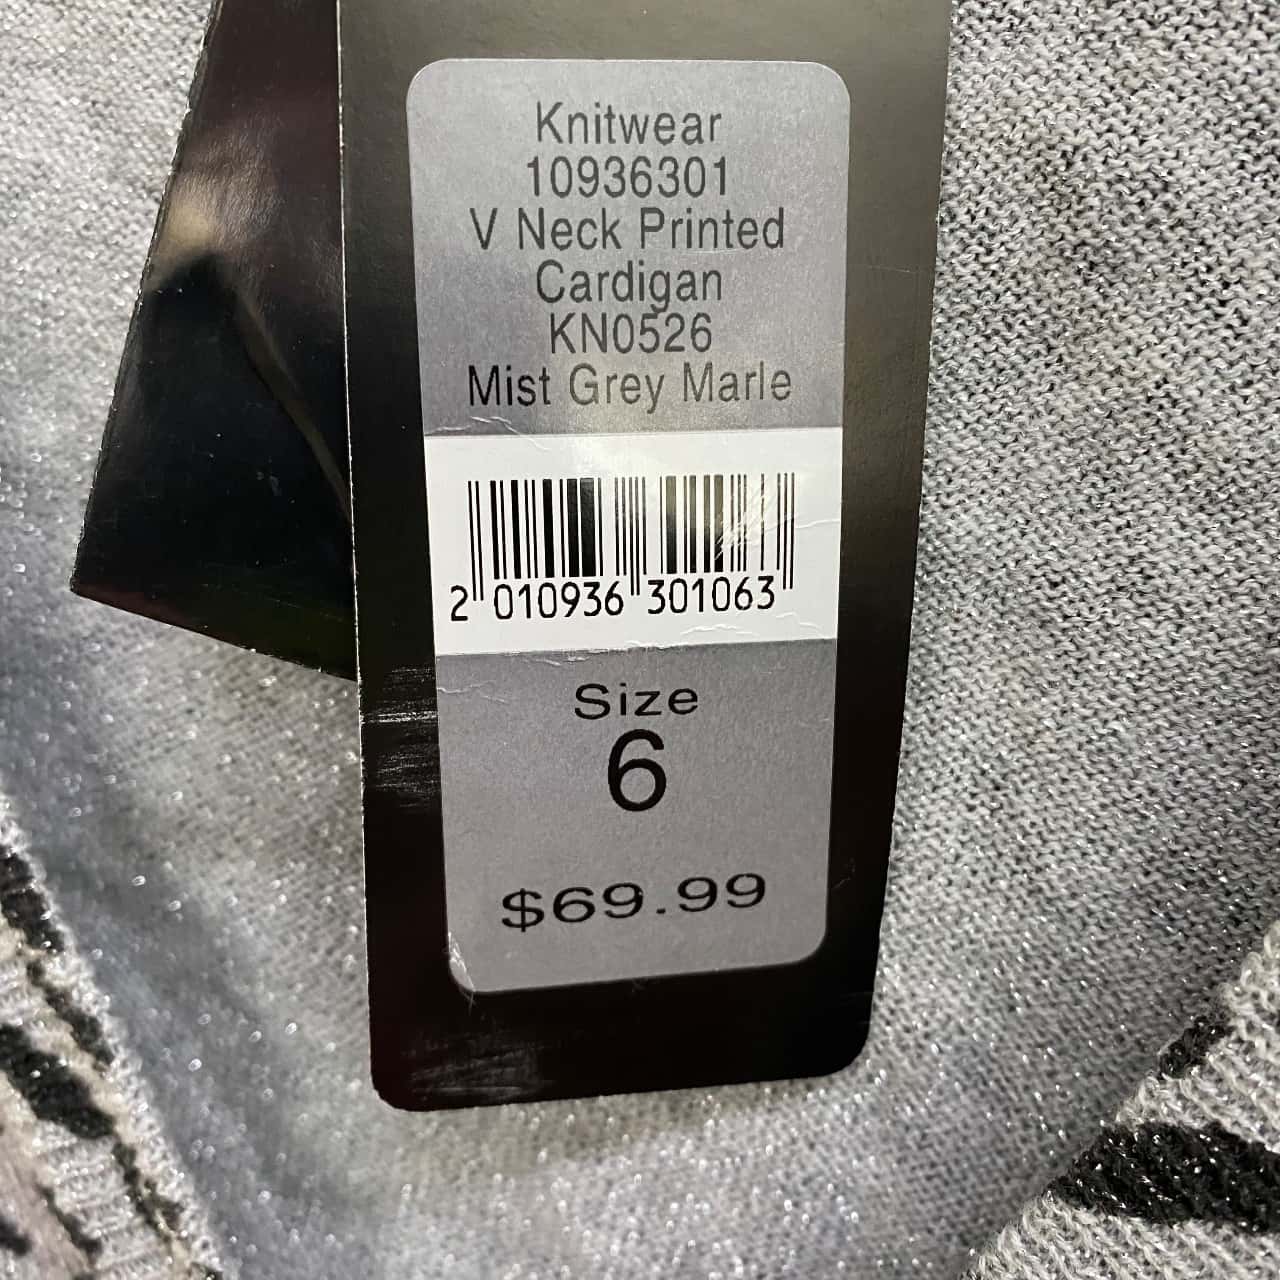 Knitwear
10936301
V Neck Printed
Cardigan
KN0526
Mist Grey Marle
2 010936 301063
Size
6
$69.99